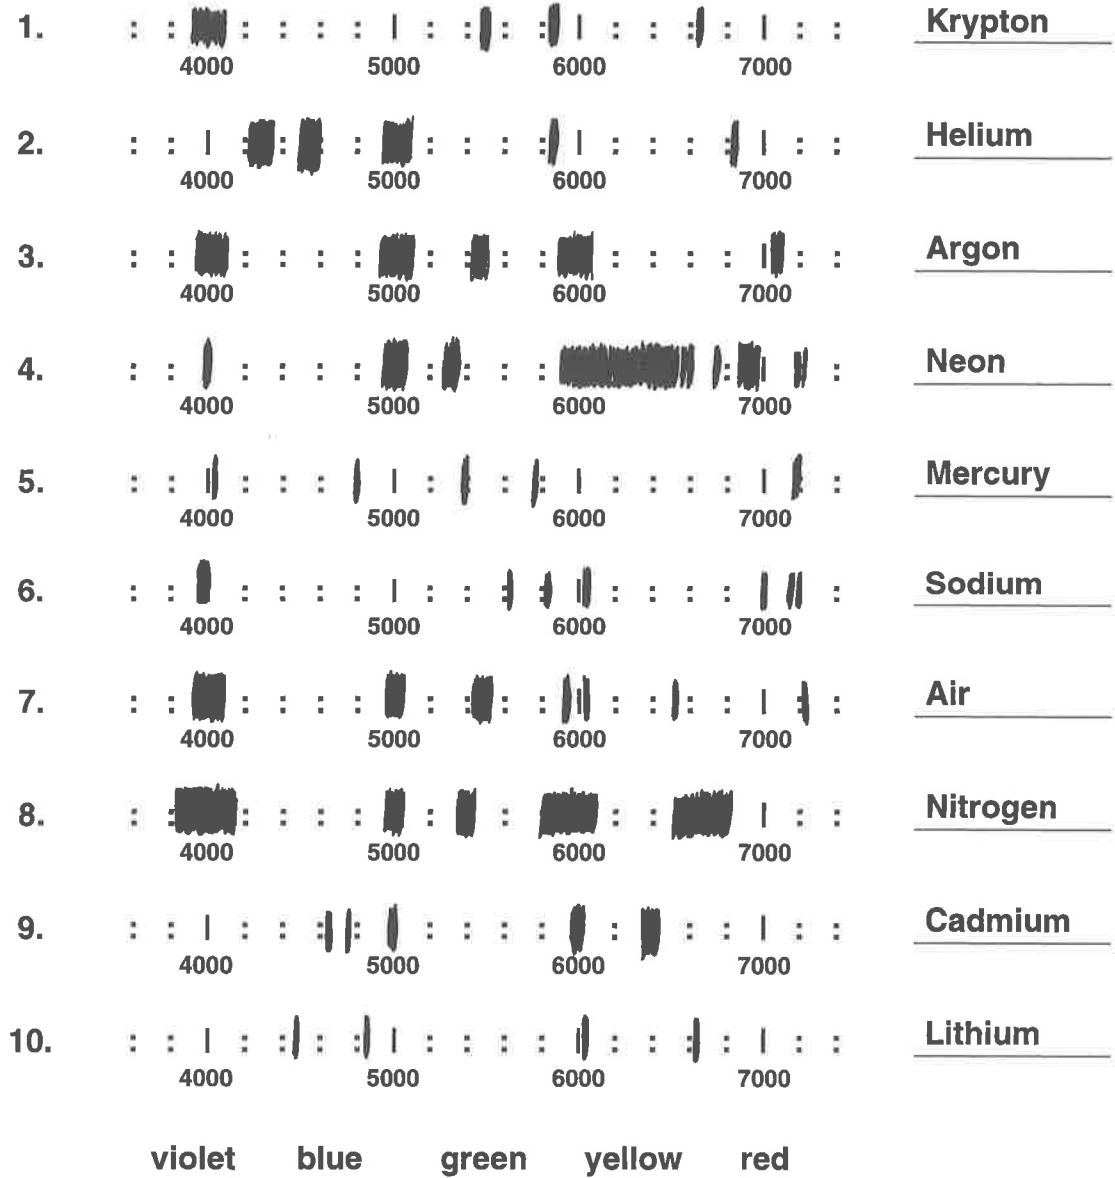 1. Krypton
4000 5000 6000 7000
2. Helium
4000 5000 6000 7000
3. Argon
4000 5000 6000 7000
4. Neon
4000 5000 6000 7000
5. Mercury
4000 5000 6000 7000
6. Sodium
4000 5000 6000 7000
7. Air
4000 5000 6000 7000
8. Nitrogen
4000 5000 6000 7000
9. Cadmium
4000 5000 6000 7000
10. Lithium
4000 5000 6000 7000
violet blue green yellow red